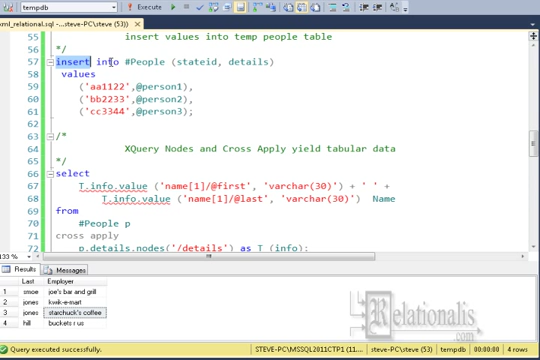 tempdb
Execute
xml_relational.sql - steve-PC\steve (53))
55 insert values into temp people table
56 */
57 insert info #People (stateid, details)
58 values
59 ('aa1122',@person1),
60 ('bb2233',@person2),
61 ('cc3344',@person3);
62
63 /*
64 XQuery Nodes and Cross Apply yield tabular data
65 */
66 select
67 T.info.value ('name[1]/@first', 'varchar(30)') + ' ' +
68 T.info.value ('name[1]/@last', 'varchar(30)') Name
69 from
70 #People p
71 cross apply
72 p.details.nodes('/details') as T (info);
133 %
Results Messages
Last Employer
1 smoe joe's bar and grill
2 jones kwik-e-mart
3 jones starchuck's coffee
4 hill buckets r us
Relationalis.com
Query executed successfully.
STEVE-PC\MSSQL2011CTP1 (11.... steve-PC\steve (53) tempdb 00:00:00 4 rows